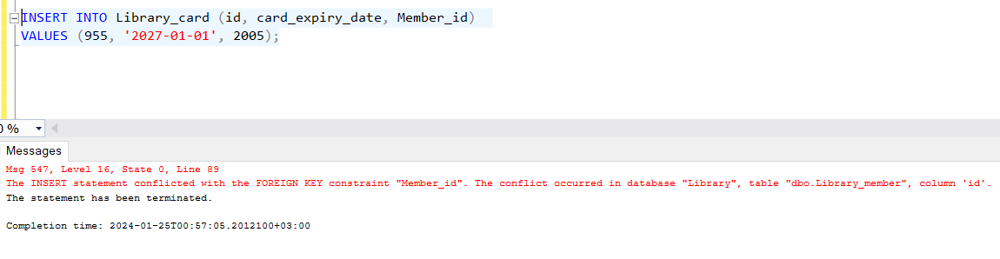 INSERT INTO Library_card (id, card_expiry_date, Member_id)
VALUES (955, '2027-01-01', 2005);
0 %
Messages
Msg 547, Level 16, State 0, Line 89
The INSERT statement conflicted with the FOREIGN KEY constraint "Member_id". The conflict occurred in database "Library", table "dbo.Library_member", column 'id'.
The statement has been terminated.
Completion time: 2024-01-25T00:57:05.2012100+03:00